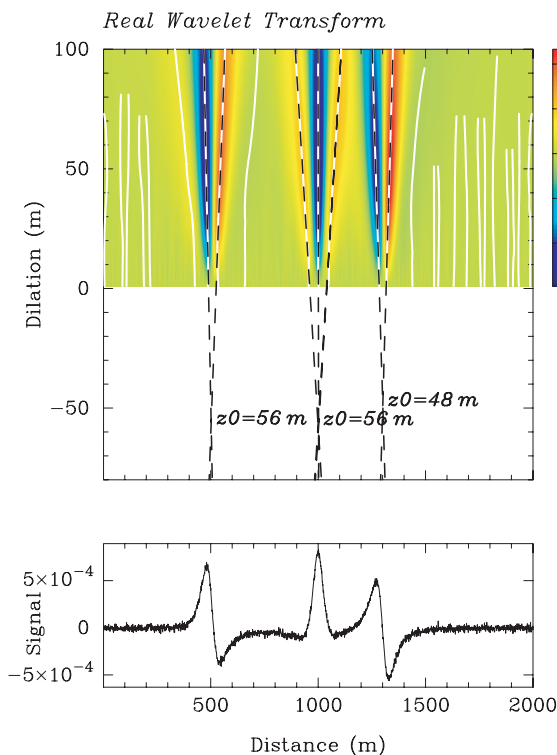 Real Wavelet Transform
100
50
0
−50
Dilation (m)
z0=56 m
z0=56 m
z0=48 m
5×10⁻⁴
0
−5×10⁻⁴
Signal
500
1000
1500
2000
Distance (m)